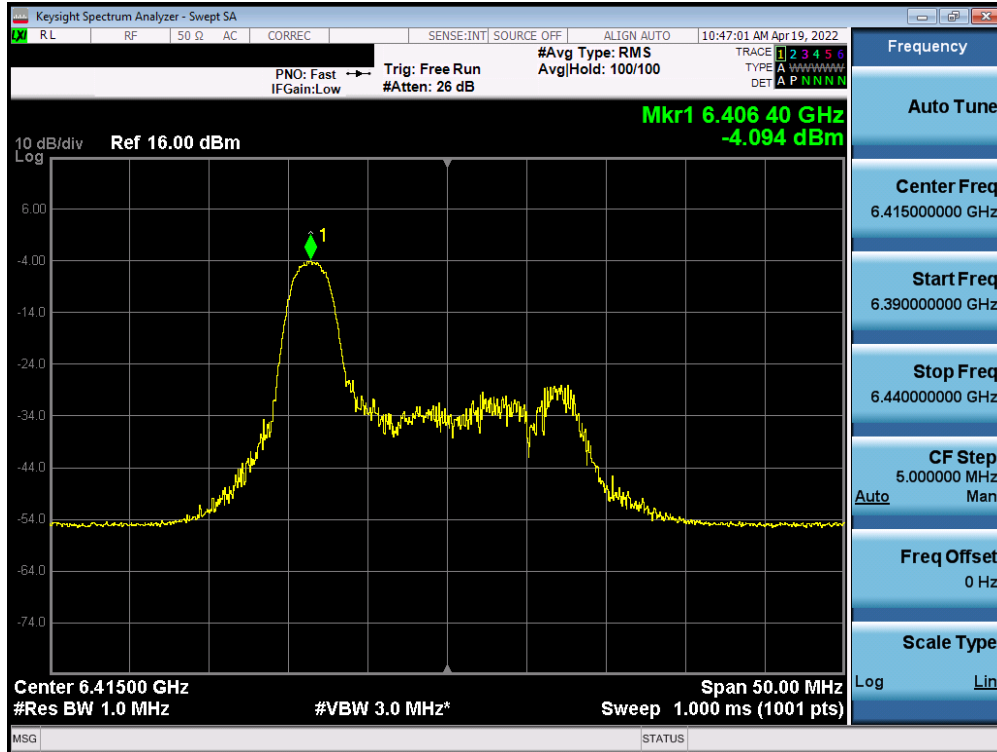 Keysight Spectrum Analyzer - Swept SA
LXI RL RF 50 Ω AC CORREC SENSE:INT SOURCE OFF ALIGN AUTO 10:47:01 AM Apr 19, 2022
PNO: Fast
IFGain:Low
Trig: Free Run
#Atten: 26 dB
#Avg Type: RMS
Avg|Hold: 100/100
TRACE 1 2 3 4 5 6
TYPE A W W W W W
DET A P N N N N
Mkr1 6.406 40 GHz
-4.094 dBm
10 dB/div Ref 16.00 dBm
Log
6.00
1
-4.00
-14.0
-24.0
-34.0
-44.0
-54.0
-64.0
-74.0
Center 6.41500 GHz Span 50.00 MHz
#Res BW 1.0 MHz #VBW 3.0 MHz* Sweep 1.000 ms (1001 pts)
MSG STATUS
Frequency
Auto Tune
Center Freq
6.415000000 GHz
Start Freq
6.390000000 GHz
Stop Freq
6.440000000 GHz
CF Step
5.000000 MHz
Auto Man
Freq Offset
0 Hz
Scale Type
Log Lin